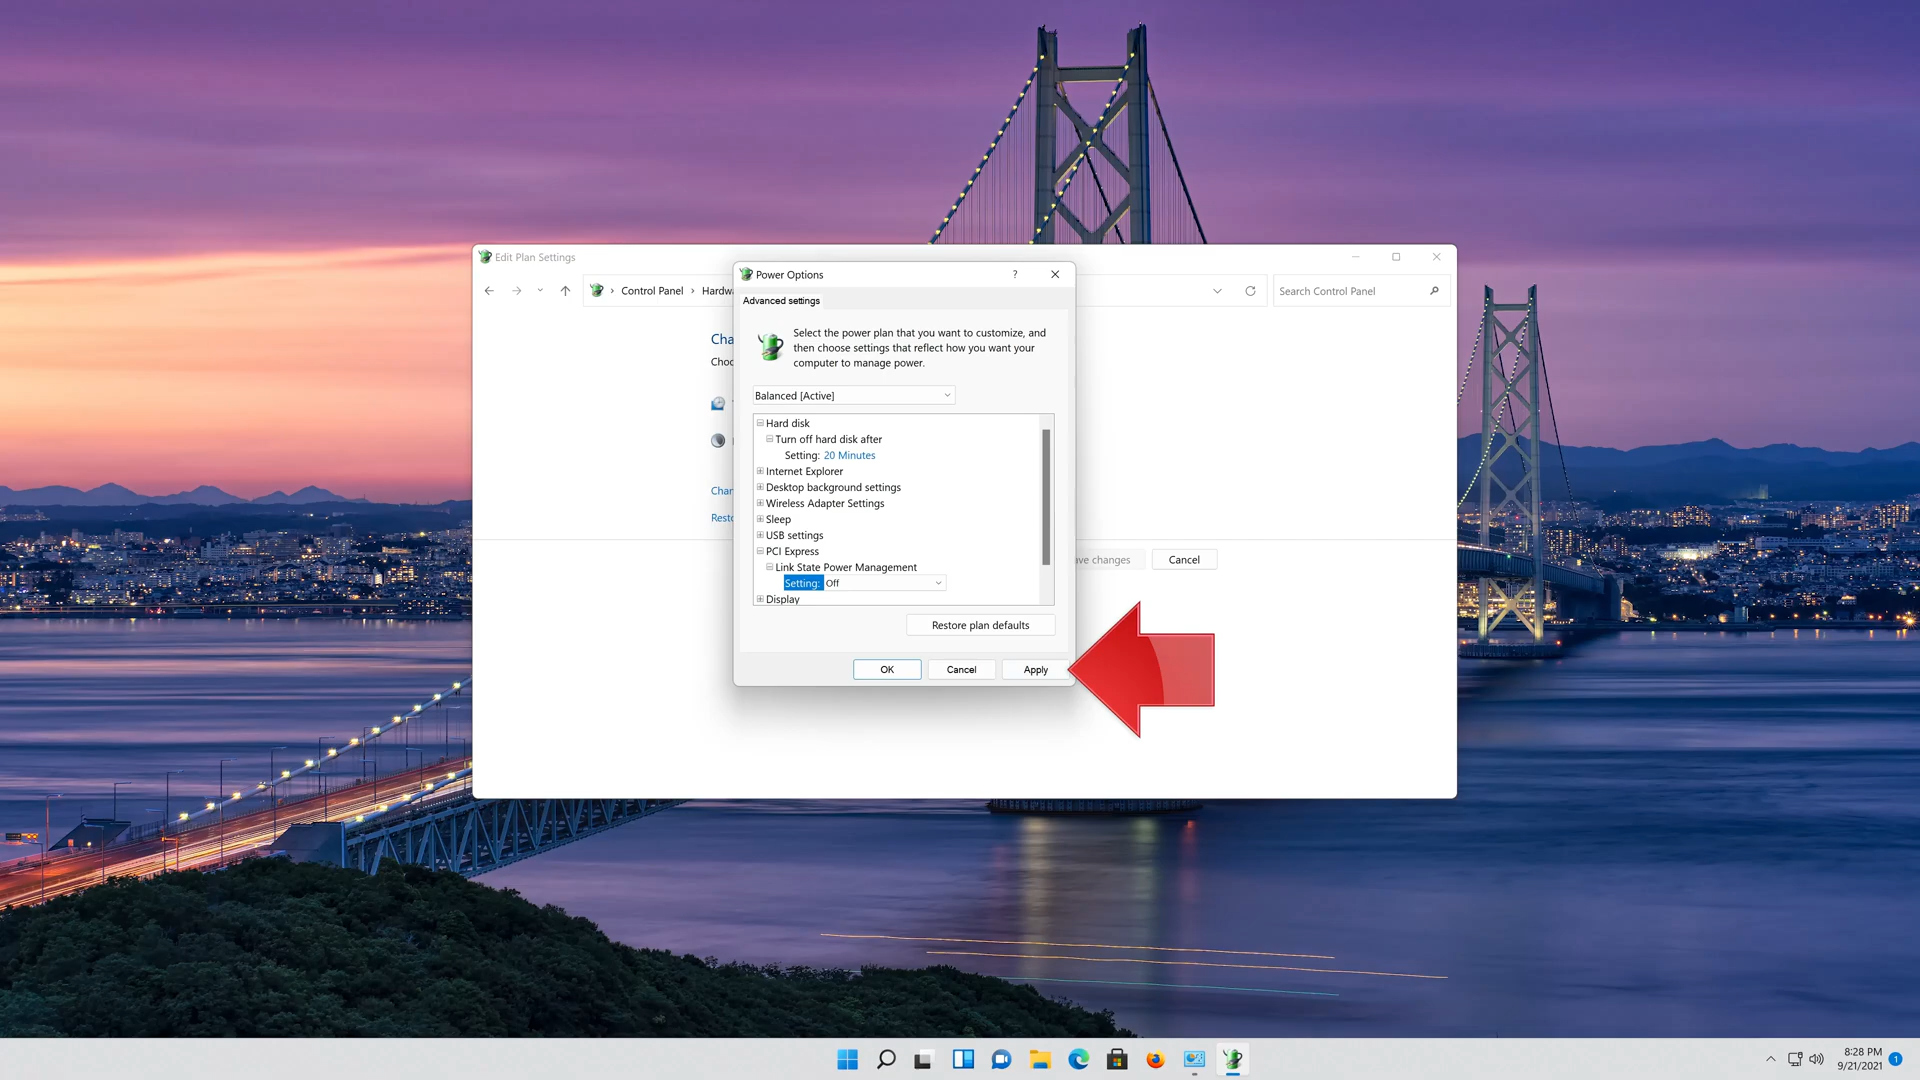 Edit Plan Settings
Power Options
?
Control Panel
Search Control Panel
Advanced settings
Select the power plan that you want to customize, and
then choose settings that reflect how you want your
computer to manage power.
Balanced [Active]
Hard disk
Turn off hard disk after
Setting: 20 Minutes
Internet Explorer
Desktop background settings
Wireless Adapter Settings
Sleep
USB settings
PCI Express
Link State Power Management
Setting: Off
Display
Restore plan defaults
OK
Cancel
Apply
changes
Cancel
8:28 PM
9/21/2021
1